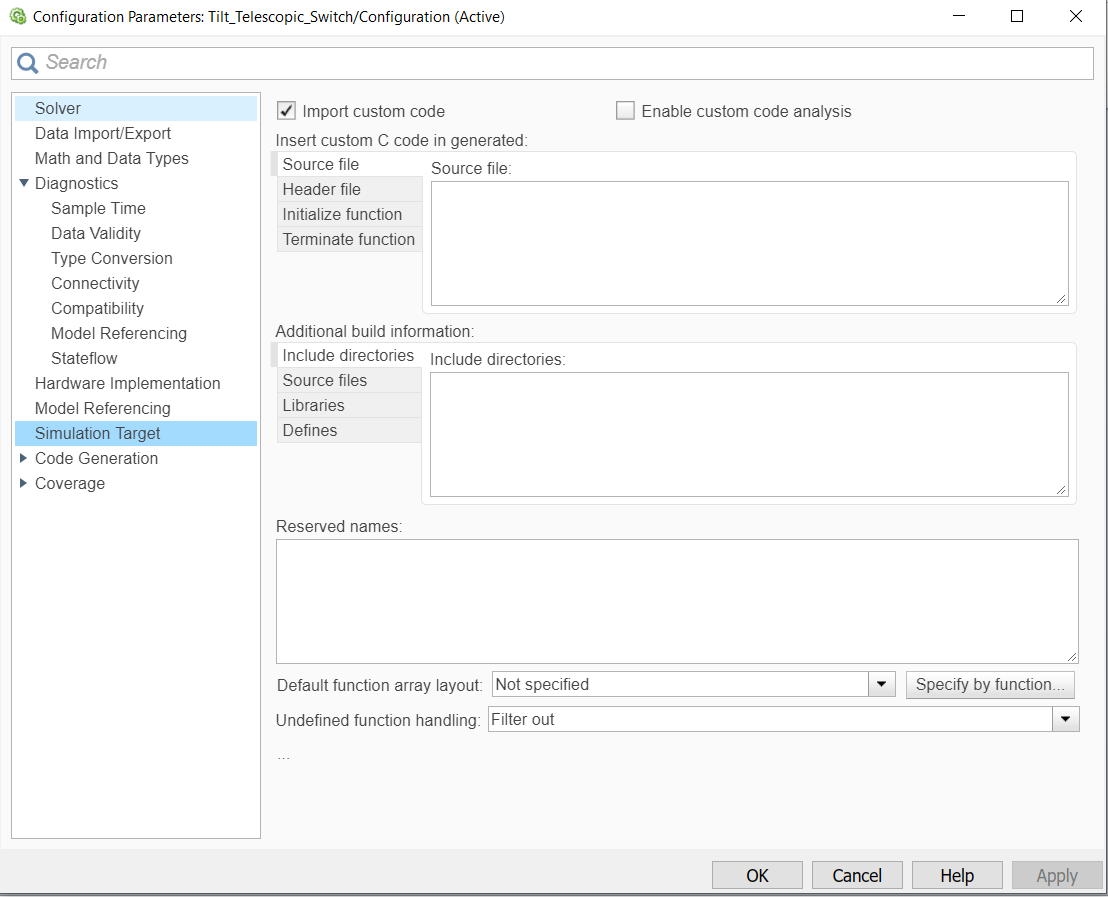 Configuration Parameters: Tilt_Telescopic_Switch/Configuration (Active)
Search
Solver
Data Import/Export
Math and Data Types
Diagnostics
Sample Time
Data Validity
Type Conversion
Connectivity
Compatibility
Model Referencing
Stateflow
Hardware Implementation
Model Referencing
Simulation Target
Code Generation
Coverage
Import custom code
Enable custom code analysis
Insert custom C code in generated:
Source file
Header file
Initialize function
Terminate function
Source file:
Additional build information:
Include directories
Source files
Libraries
Defines
Include directories:
Reserved names:
Default function array layout: Not specified Specify by function...
Undefined function handling: Filter out
...
OK Cancel Help Apply